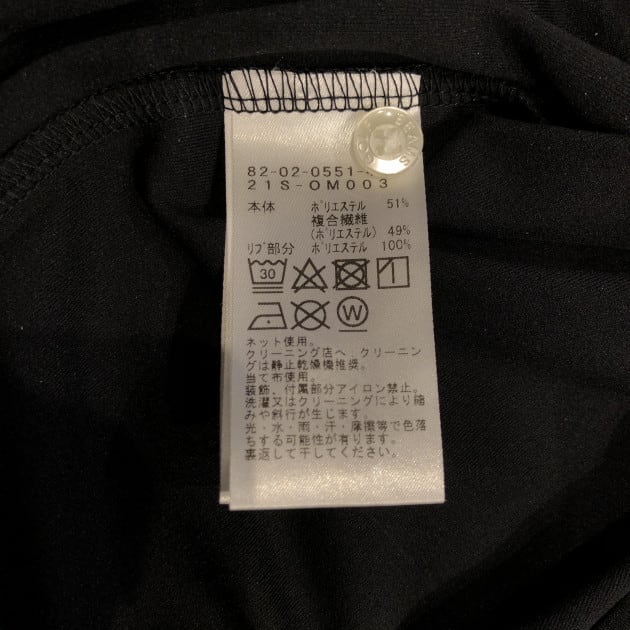 BEAMS
82-02-0551-
21S-OM003
本体 ポリエステル 51%
複合繊維
(ポリエステル) 49%
リブ部分 ポリエステル 100%
30
W
ネット使用。
クリーニング店へ:クリーニン
グは静止乾燥機推奨。
当て布使用。
装飾、付属部分アイロン禁止。
洗濯又はクリーニングにより縮
みや斜行が生じます。
光・水・雨・汗・摩擦等で色落
ちする可能性が有ります。
裏返して干してください。